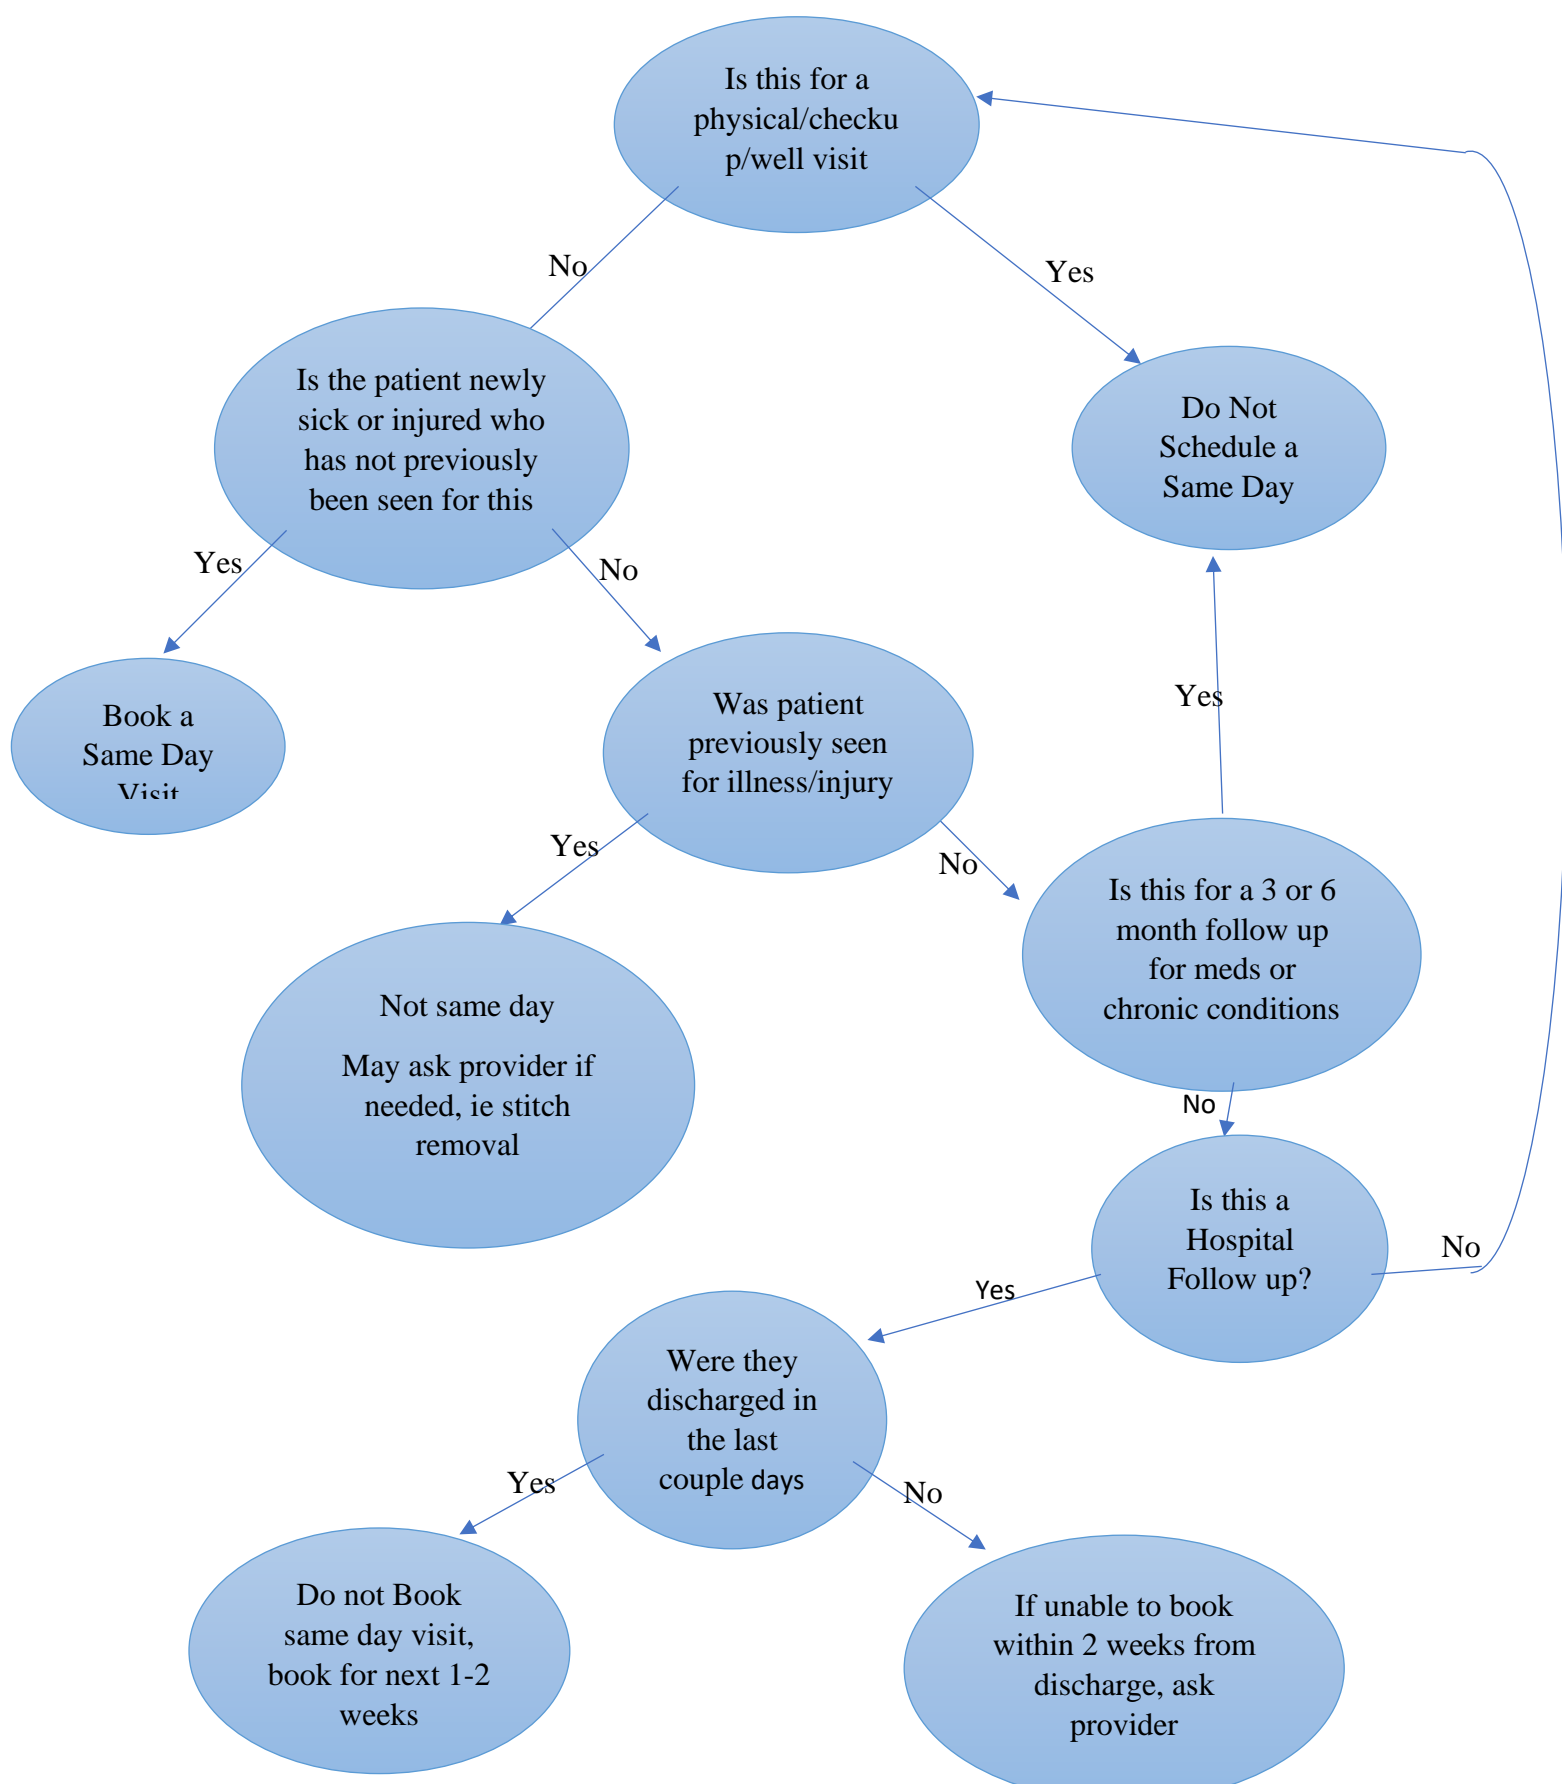 Is this for a
physical/checku
p/well visit
No
Yes
Is the patient newly
sick or injured who
has not previously
been seen for this
Do Not
Schedule a
Same Day
Yes
No
Book a
Same Day
Visit
Was patient
previously seen
for illness/injury
Yes
Yes
No
Is this for a 3 or 6
month follow up
for meds or
chronic conditions
Not same day
May ask provider if
needed, ie stitch
removal
No
Is this a
Hospital
Follow up?
No
Yes
Were they
discharged in
the last
couple days
Yes
No
Do not Book
same day visit,
book for next 1-2
weeks
If unable to book
within 2 weeks from
discharge, ask
provider